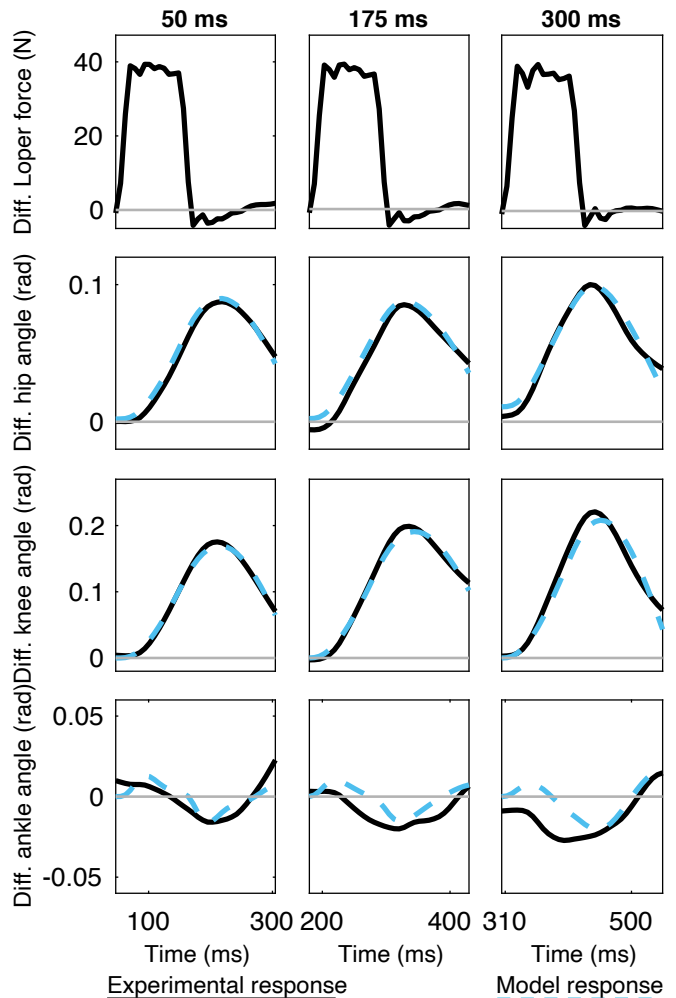 50 ms 175 ms 300 ms
Diff. Loper force (N)
40
20
0
Diff. hip angle (rad)
0.1
0
Diff. knee angle (rad)
0.2
0.1
0
Diff. ankle angle (rad)
0.05
0
-0.05
100 300 200 400 310 500
Time (ms) Time (ms) Time (ms)
Experimental response Model response